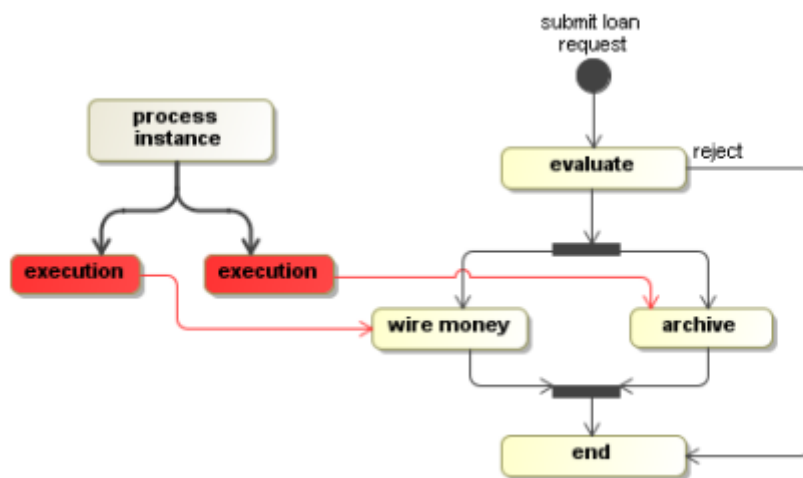 submit loan
request
process
instance
evaluate
reject
execution
execution
wire money
archive
end